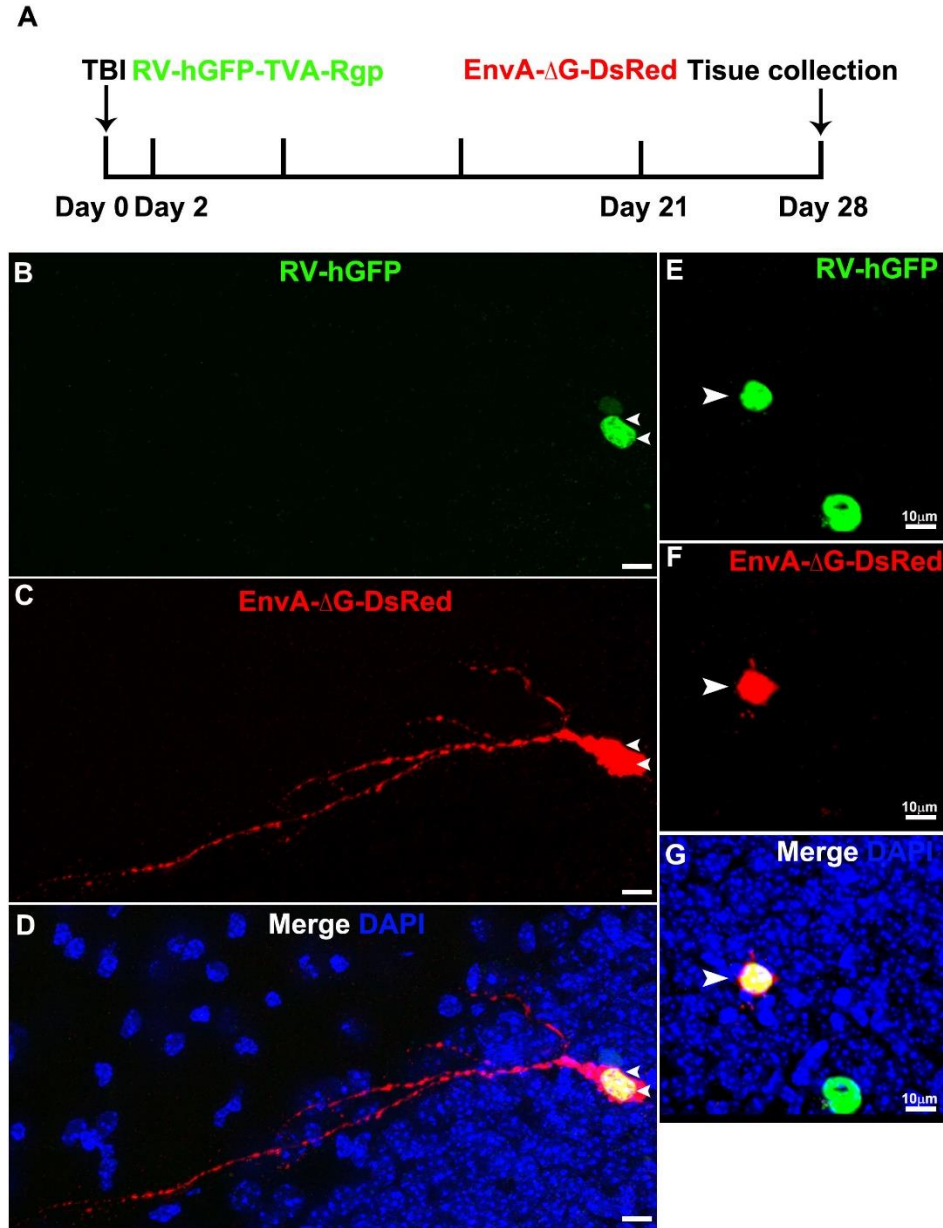 A
TBI RV-hGFP-TVA-Rgp EnvA-ΔG-DsRed Tisue collection
Day 0 Day 2 Day 21 Day 28
B RV-hGFP
E RV-hGFP
10μm
C EnvA-ΔG-DsRed
F EnvA-ΔG-DsRed
10μm
D Merge DAPI
G Merge DAPI
10μm